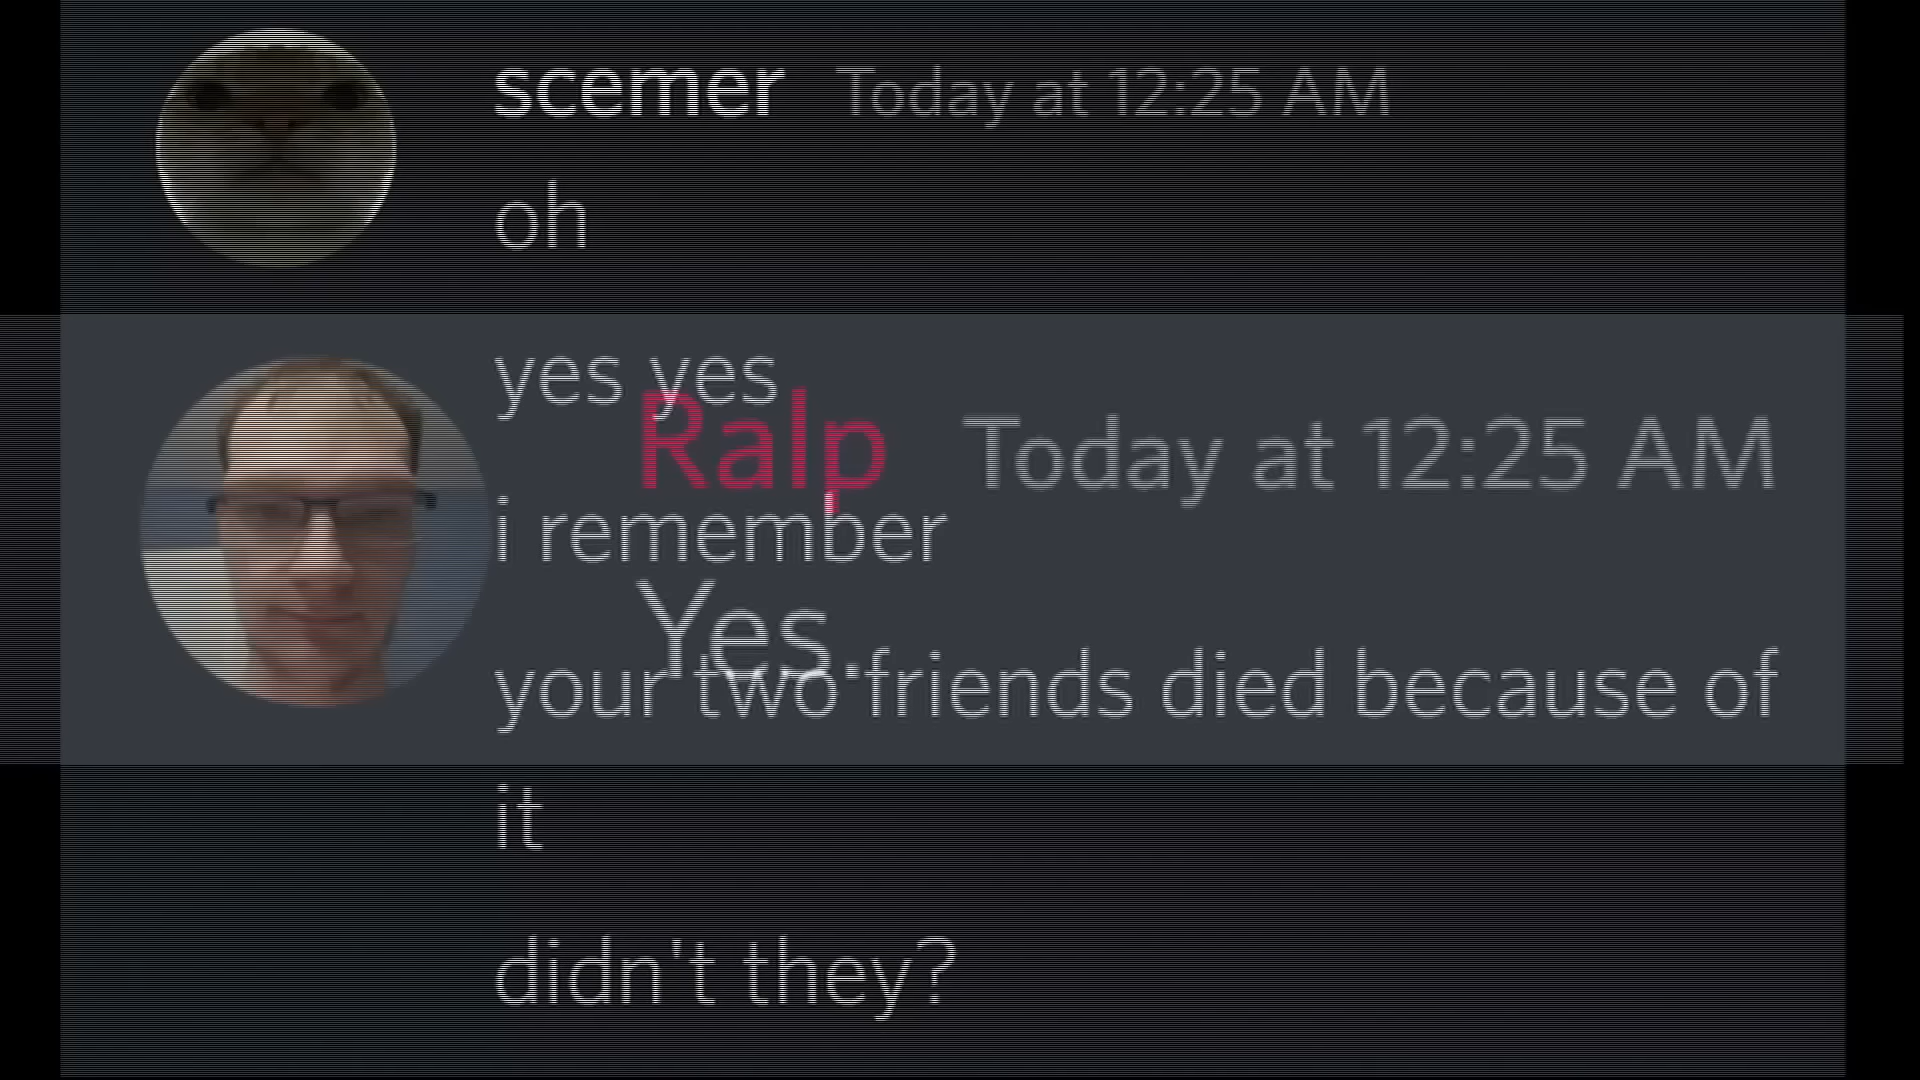 scemer Today at 12:25 AM
oh
yes yes
i remember
your two friends died because of
it
didn't they?
Ralp Today at 12:25 AM
Yes.